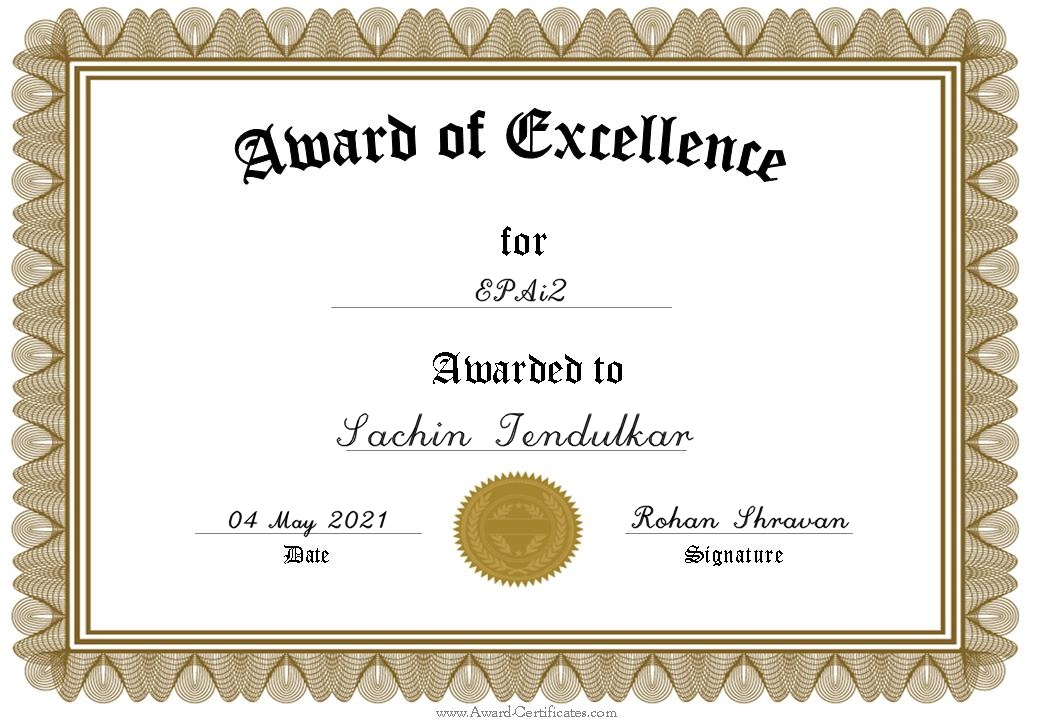 Award of Excellence
for
EPAi2
Awarded to
Sachin Tendulkar
04 May 2021
Rohan Shravan
Date
Signature
www.Award-Certificates.com